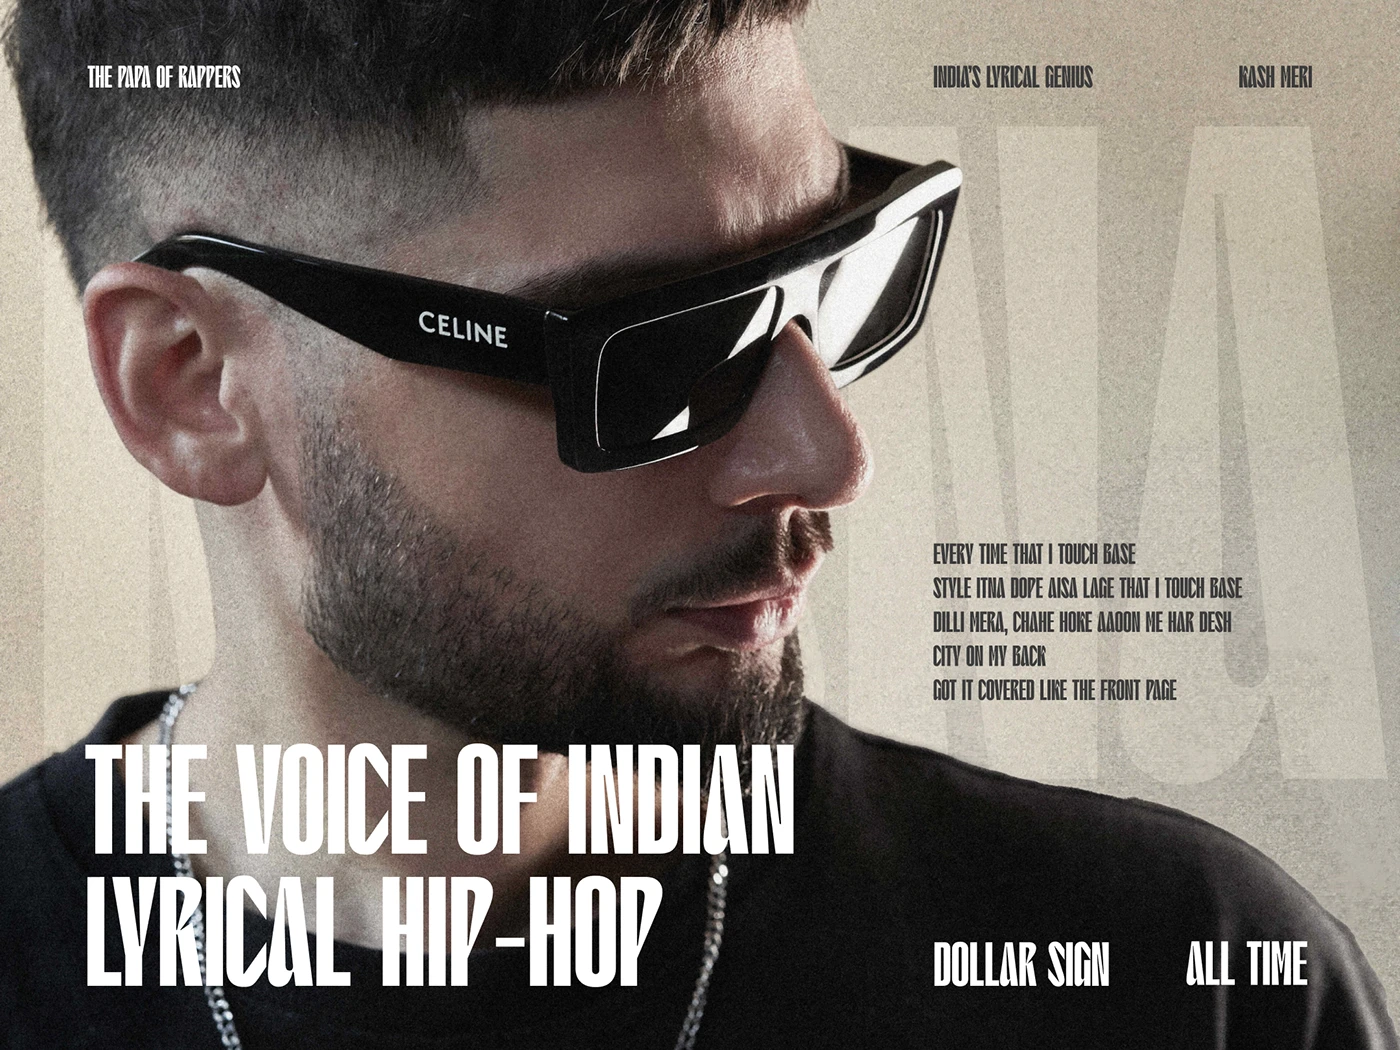 THE PAPA OF RAPPERS
INDIA'S LYRICAL GENIUS
KASH MERI
CELINE
EVERY TIME THAT I TOUCH BASE
STYLE ITNA DOPE AISA LAGE THAT I TOUCH BASE
DILLI MERA, CHAHE HOKE AAOON ME HAR DESH
CITY ON MY BACK
GOT IT COVERED LIKE THE FRONT PAGE
THE VOICE OF INDIAN
LYRICAL HIP-HOP
DOLLAR SIGN
ALL TIME